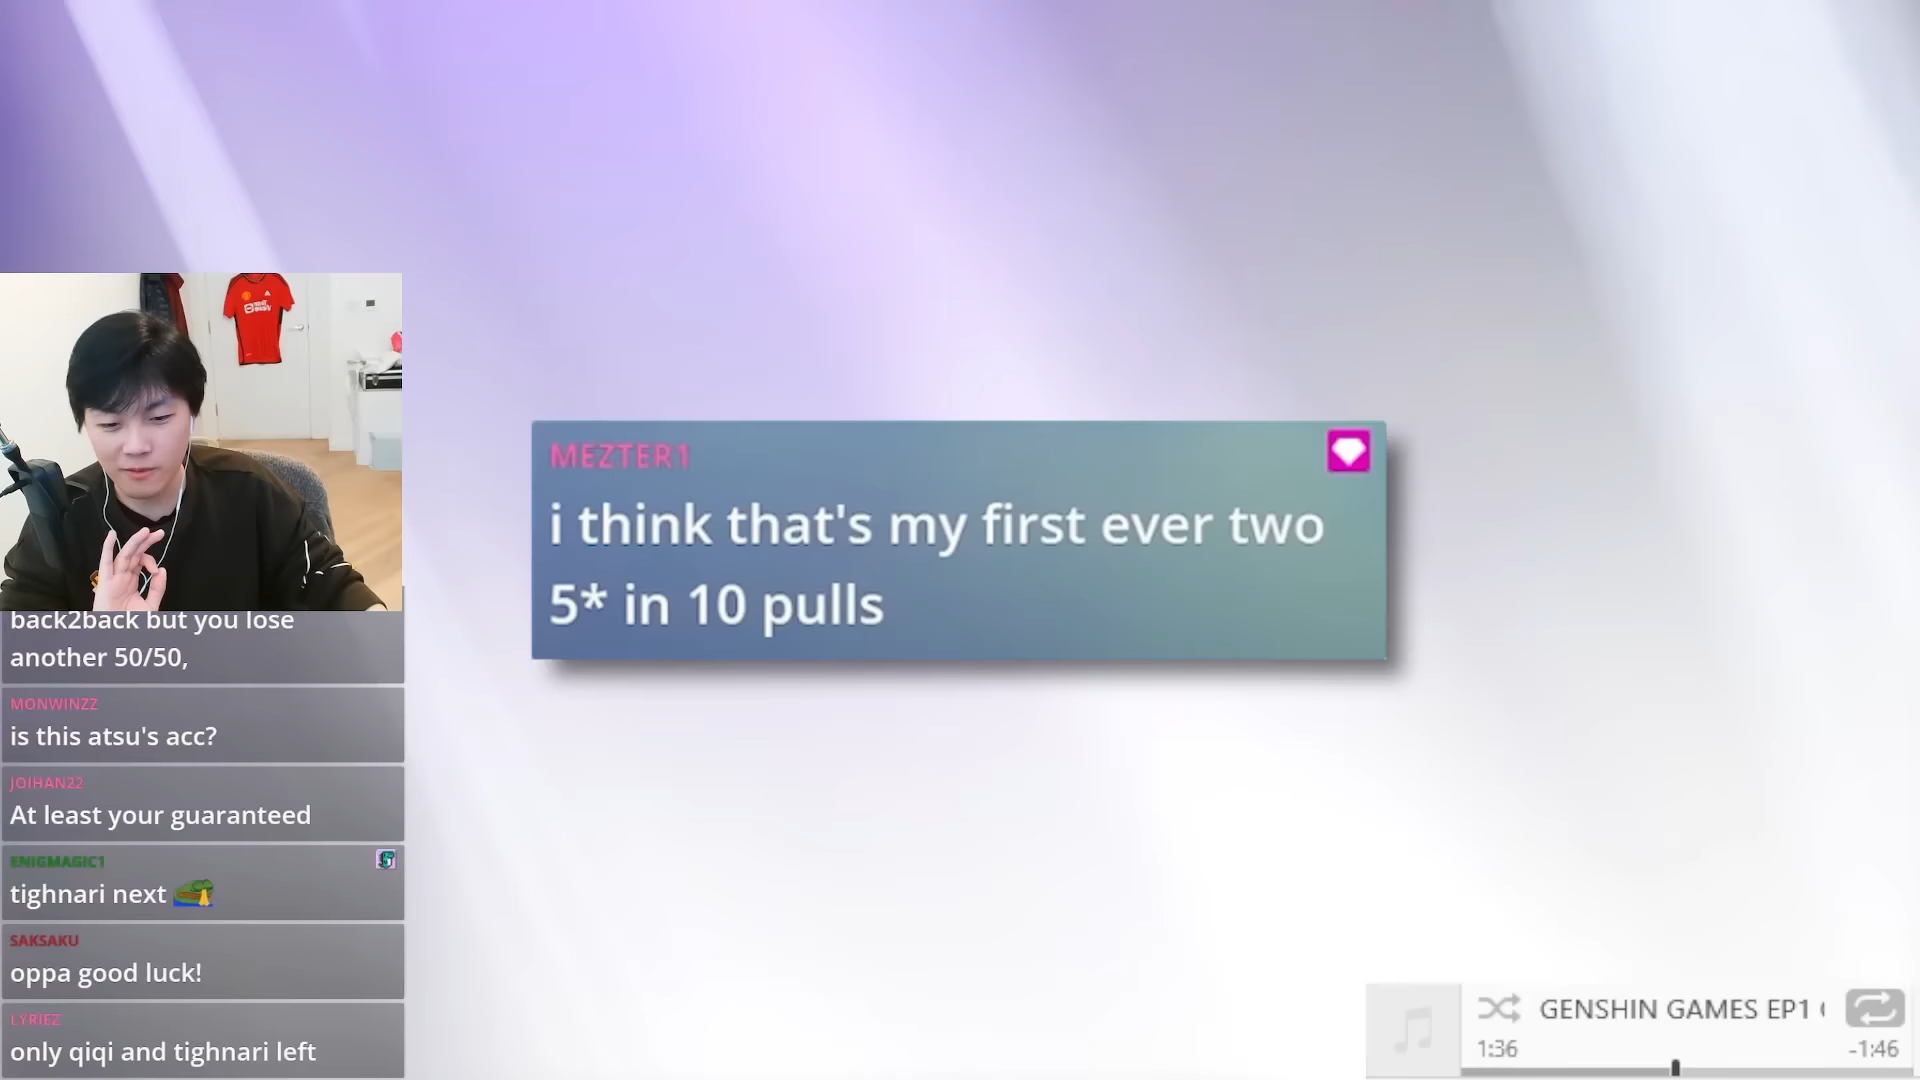 MEZTER1
i think that's my first ever two
5* in 10 pulls
back2back but you lose
another 50/50,
MONWINZZ
is this atsu's acc?
JOIHAN22
At least your guaranteed
ENIGMAGIC1
tighnari next
SAKSAKU
oppa good luck!
LYRIEZ
only qiqi and tighnari left
GENSHIN GAMES EP1
1:36
-1:46